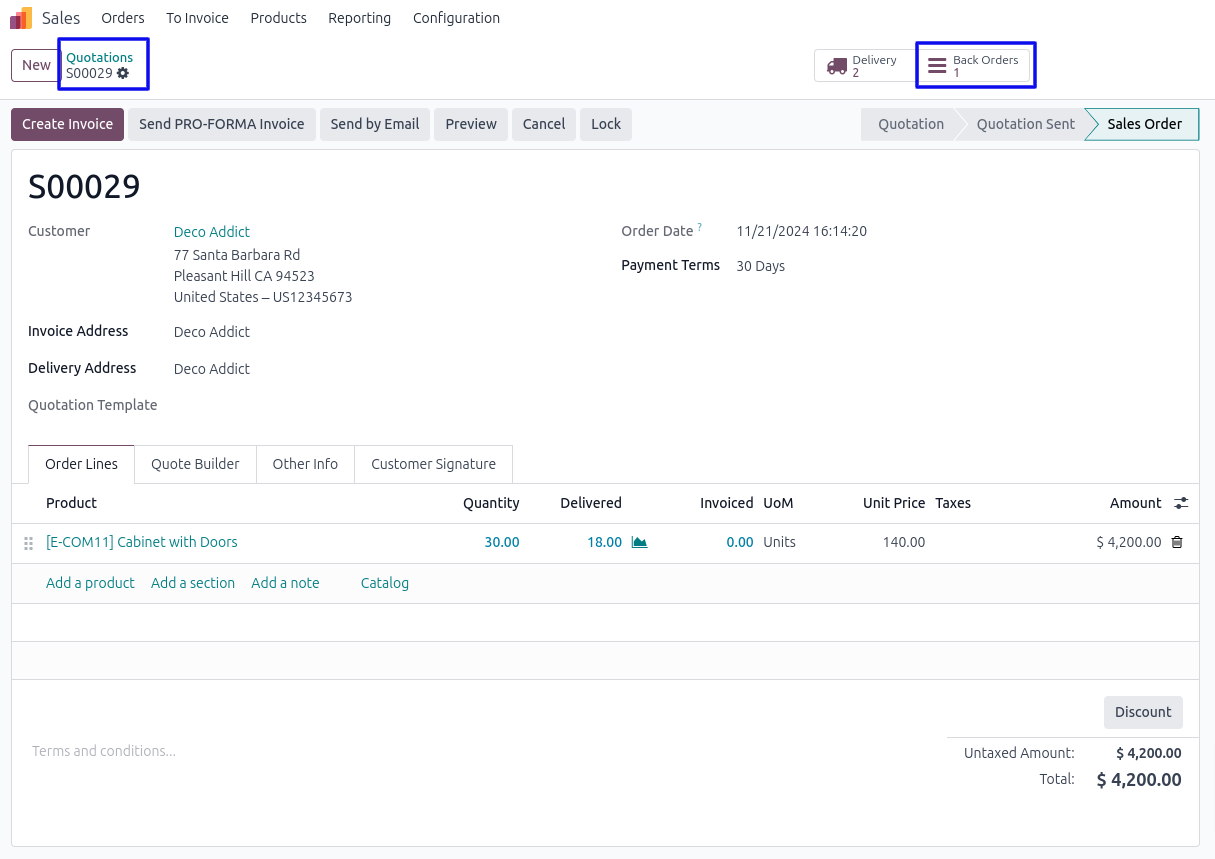 Sales Orders To Invoice Products Reporting Configuration
New Quotations
S00029
Delivery
2
Back Orders
1
Create Invoice Send PRO-FORMA Invoice Send by Email Preview Cancel Lock Quotation Quotation Sent Sales Order
S00029
Customer Deco Addict
77 Santa Barbara Rd
Pleasant Hill CA 94523
United States – US12345673
Order Date ? 11/21/2024 16:14:20
Payment Terms 30 Days
Invoice Address Deco Addict
Delivery Address Deco Addict
Quotation Template
Order Lines Quote Builder Other Info Customer Signature
Product Quantity Delivered Invoiced UoM Unit Price Taxes Amount
[E-COM11] Cabinet with Doors 30.00 18.00 0.00 Units 140.00 $ 4,200.00
Add a product Add a section Add a note Catalog
Discount
Terms and conditions...
Untaxed Amount: $ 4,200.00
Total: $ 4,200.00